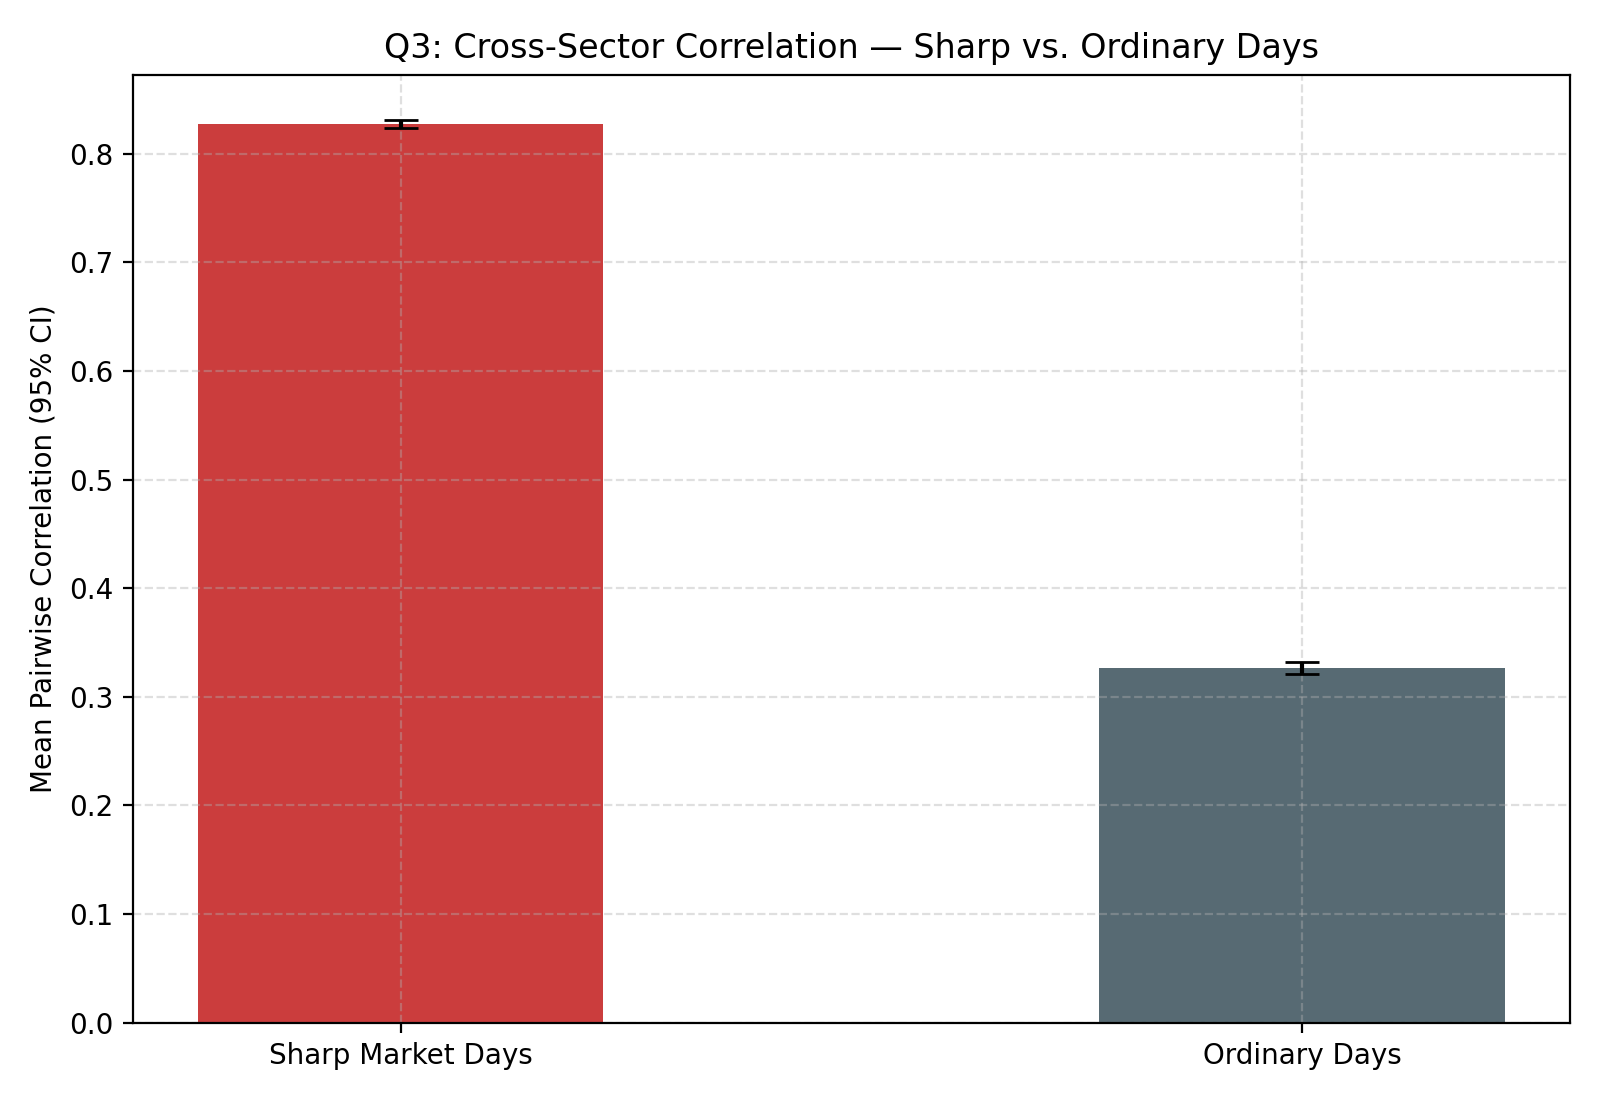 Q3: Cross-Sector Correlation — Sharp vs. Ordinary Days
Mean Pairwise Correlation (95% CI)
0.8
0.7
0.6
0.5
0.4
0.3
0.2
0.1
0.0
Sharp Market Days
Ordinary Days